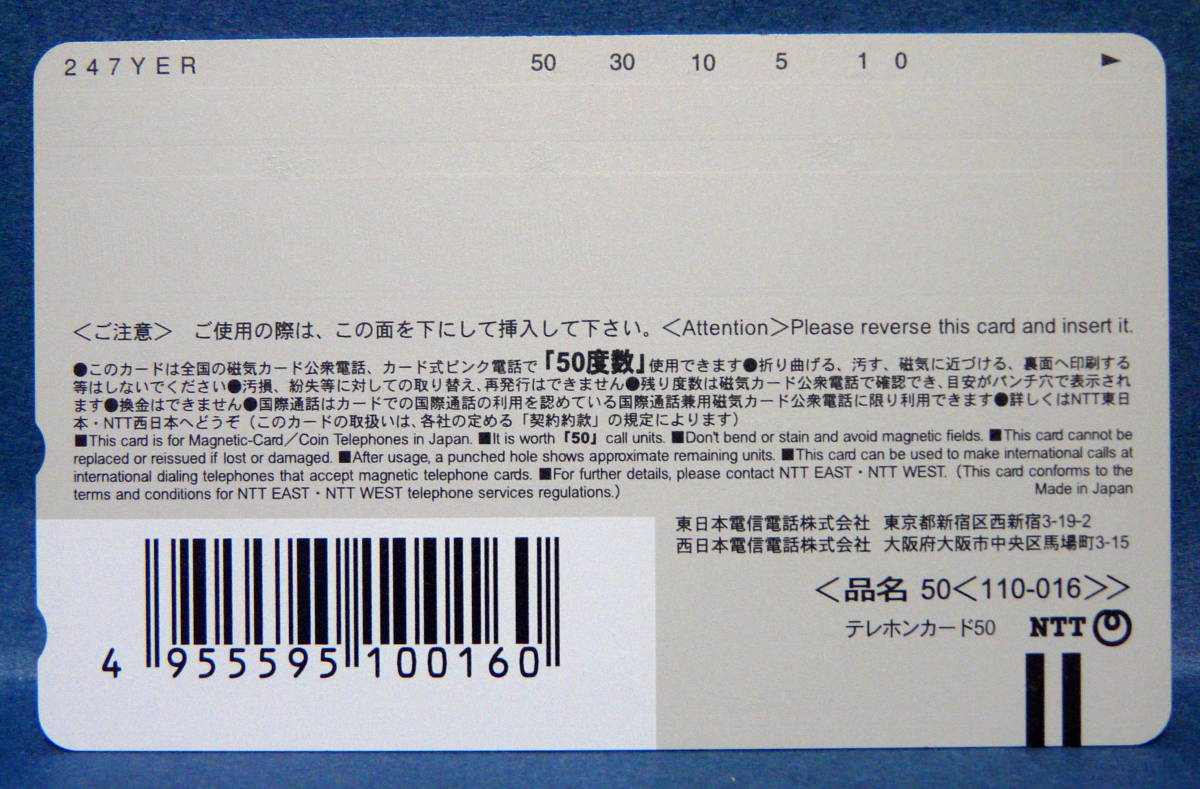 247YER 50 30 10 5 1 0 ▶
＜ご注意＞ ご使用の際は、この面を下にして挿入して下さい。＜Attention＞Please reverse this card and insert it.
●このカードは全国の磁気カード公衆電話、カード式ピンク電話で「50度数」使用できます●折り曲げる、汚す、磁気に近づける、裏面へ印刷する
等はしないでください●汚損、紛失等に対しての取り替え、再発行はできません●残り度数は磁気カード公衆電話で確認でき、目安がパンチ穴で表示され
ます●換金はできません●国際通話はカードでの国際通話の利用を認めている国際通話兼用磁気カード公衆電話に限り利用できます●詳しくはNTT東日
本・NTT西日本へどうぞ（このカードの取扱いは、各社の定める「契約約款」の規定によります）
■This card is for Magnetic-Card／Coin Telephones in Japan. ■It is worth「50」call units. ■Don't bend or stain and avoid magnetic fields. ■This card cannot be
replaced or reissued if lost or damaged. ■After usage, a punched hole shows approximate remaining units. ■This card can be used to make international calls at
international dialing telephones that accept magnetic telephone cards. ■For further details, please contact NTT EAST・NTT WEST. (This card conforms to the
terms and conditions for NTT EAST・NTT WEST telephone services regulations.) Made in Japan
東日本電信電話株式会社 東京都新宿区西新宿3-19-2
西日本電信電話株式会社 大阪府大阪市中央区馬場町3-15
＜品名 50＜110-016＞＞
テレホンカード50 NTT
4 955595 100160